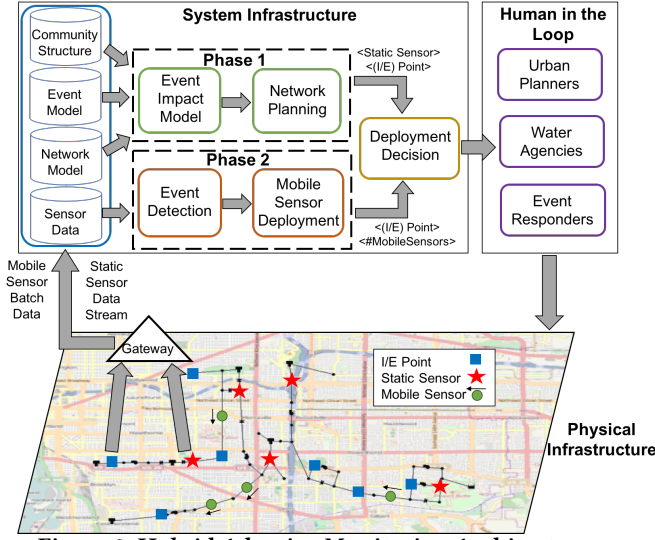 System Infrastructure
Human in the
Loop
Community
Structure
Event
Model
Network
Model
Sensor
Data
Phase 1
Event
Impact
Model
Network
Planning
<Static Sensor>
<(I/E) Point>
Phase 2
Event
Detection
Mobile
Sensor
Deployment
<(I/E) Point>
<#MobileSensors>
Deployment
Decision
Urban
Planners
Water
Agencies
Event
Responders
Mobile
Sensor
Batch
Data
Static
Sensor
Data
Stream
Gateway
I/E Point
Static Sensor
Mobile Sensor
Physical
Infrastructure